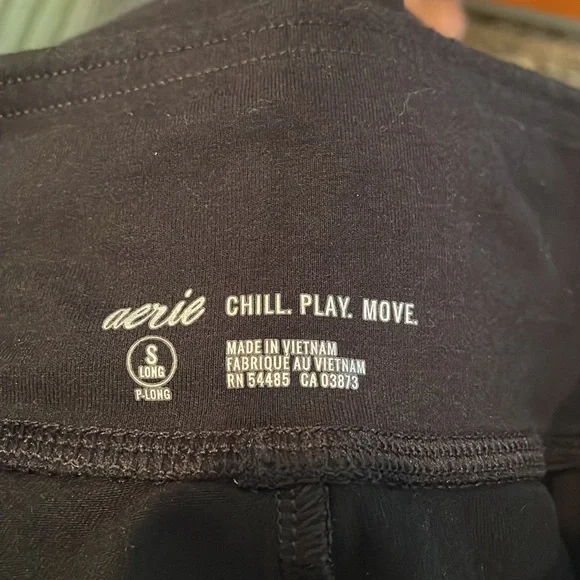 aerie CHILL. PLAY. MOVE.
S
LONG
P-LONG
MADE IN VIETNAM
FABRIQUÉ AU VIETNAM
RN 54485 CA 03873